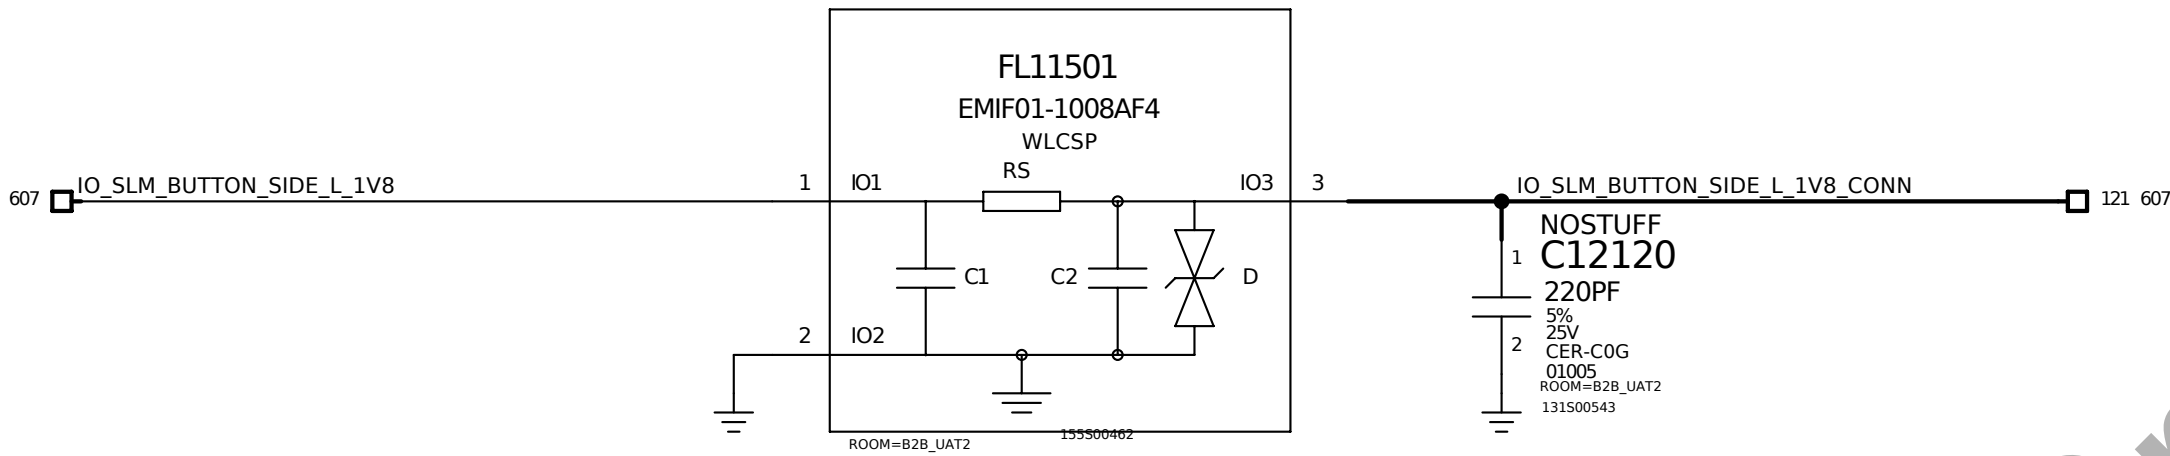 FL11501
EMIF01-1008AF4
WLCSP
RS
607
IO_SLM_BUTTON_SIDE_L_1V8
1
IO1
IO3
3
IO_SLM_BUTTON_SIDE_L_1V8_CONN
121 607
NOSTUFF
1
C12120
C1
C2
D
220PF
5%
25V
2
IO2
2
CER-C0G
01005
ROOM=B2B_UAT2
131S00543
155S00462
ROOM=B2B_UAT2